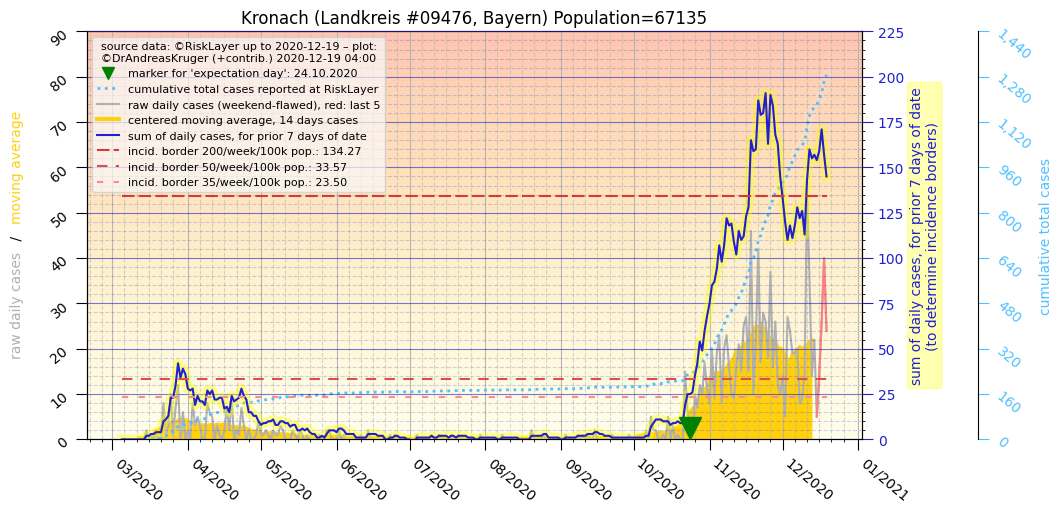 Kronach (Landkreis #09476, Bayern) Population=67135
source data: ©RiskLayer up to 2020-12-19 – plot:
©DrAndreasKruger (+contrib.) 2020-12-19 04:00
marker for 'expectation day': 24.10.2020
cumulative total cases reported at RiskLayer
raw daily cases (weekend-flawed), red: last 5
centered moving average, 14 days cases
sum of daily cases, for prior 7 days of date
incid. border 200/week/100k pop.: 134.27
incid. border 50/week/100k pop.: 33.57
incid. border 35/week/100k pop.: 23.50
raw daily cases / moving average
90
80
70
60
50
40
30
20
10
0
03/2020
04/2020
05/2020
06/2020
07/2020
08/2020
09/2020
10/2020
11/2020
12/2020
01/2021
225
200
175
150
125
100
75
50
25
0
sum of daily cases, for prior 7 days of date
(to determine incidence borders)
1,440
1,280
1,120
960
800
640
480
320
160
0
cumulative total cases